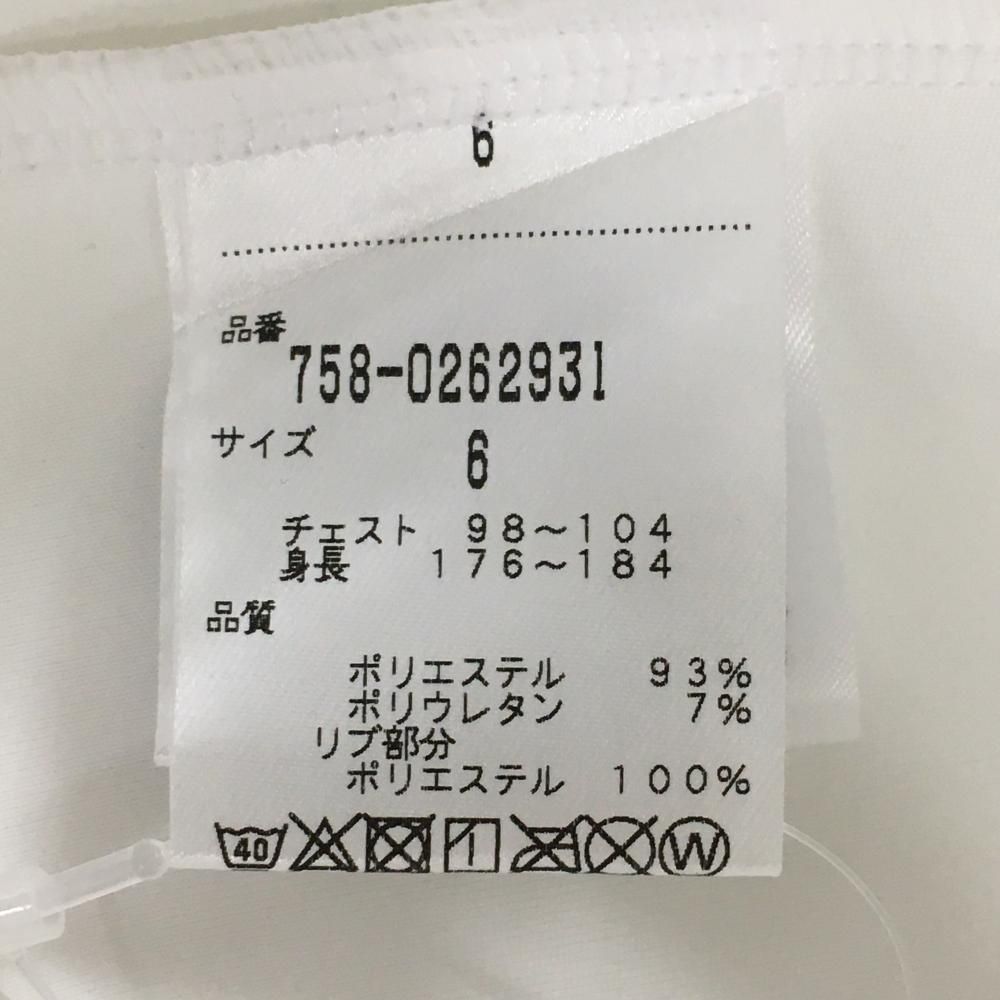 6
品番
758-0262931
サイズ 6
チェスト 98～104
身長 176～184
品質
ポリエステル 93%
ポリウレタン 7%
リブ部分
ポリエステル 100%
40 W